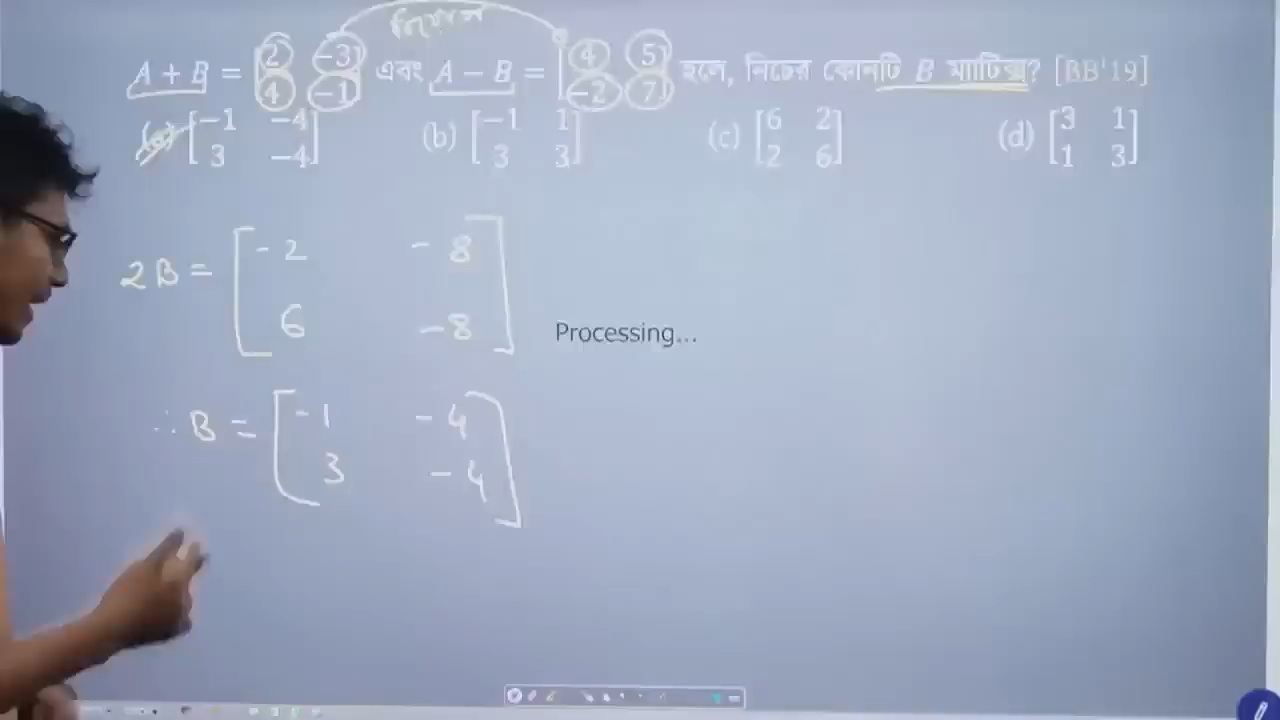 বিয়োগ
A + B = [2 -3 4 -1] এবং A − B = [4 5 -2 7] হলে, নিচের কোনটি B ম্যাট্রিক্স? [BB'19]
(a) [-1 -4 3 -4] (b) [-1 1 3 3] (c) [6 2 2 6] (d) [3 1 1 3]
2B = [-2 -8
6 -8]
Processing...
∴ B = [-1 -4
3 -4]